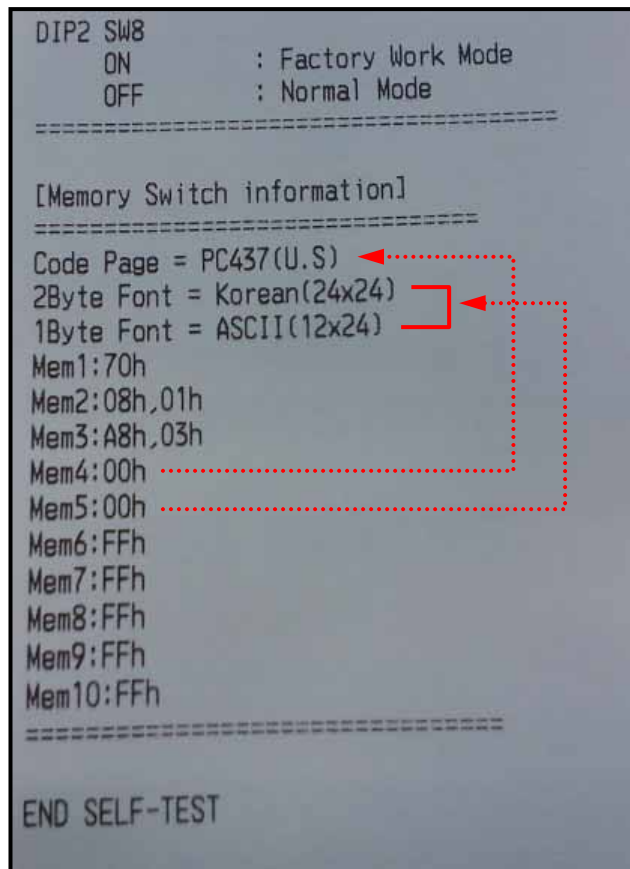 DIP2 SW8
ON : Factory Work Mode
OFF : Normal Mode
=======================================
[Memory Switch information]
=================================
Code Page = PC437(U.S)
2Byte Font = Korean(24x24)
1Byte Font = ASCII(12x24)
Mem1:70h
Mem2:08h,01h
Mem3:A8h,03h
Mem4:00h
Mem5:00h
Mem6:FFh
Mem7:FFh
Mem8:FFh
Mem9:FFh
Mem10:FFh
=================================
END SELF-TEST